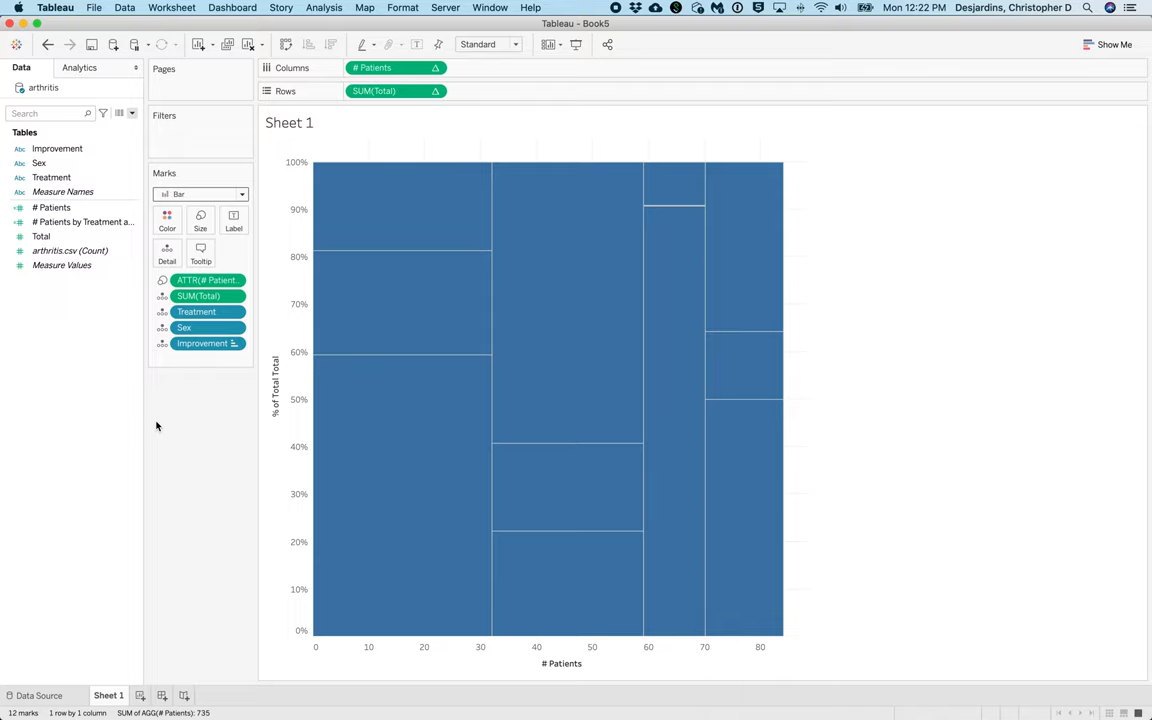 Tableau File Data Worksheet Dashboard Story Analysis Map Format Server Window Help Mon 12:22 PM Desjardins, Christopher D
Tableau - Book5
Standard Show Me
Data Analytics
Pages
Columns # Patients
arthritis
Rows SUM(Total)
Search
Filters
Sheet 1
Tables
Improvement
Sex
Treatment
Measure Names
# Patients
# Patients by Treatment a...
Total
arthritis.csv (Count)
Measure Values
Marks
Bar
Color Size Label
Detail Tooltip
ATTR(# Patient..
SUM(Total)
Treatment
Sex
Improvement
100%
90%
80%
70%
60%
50%
40%
30%
20%
10%
0%
% of Total Total
0 10 20 30 40 50 60 70 80
# Patients
Data Source Sheet 1
12 marks 1 row by 1 column SUM of AGG(# Patients): 735